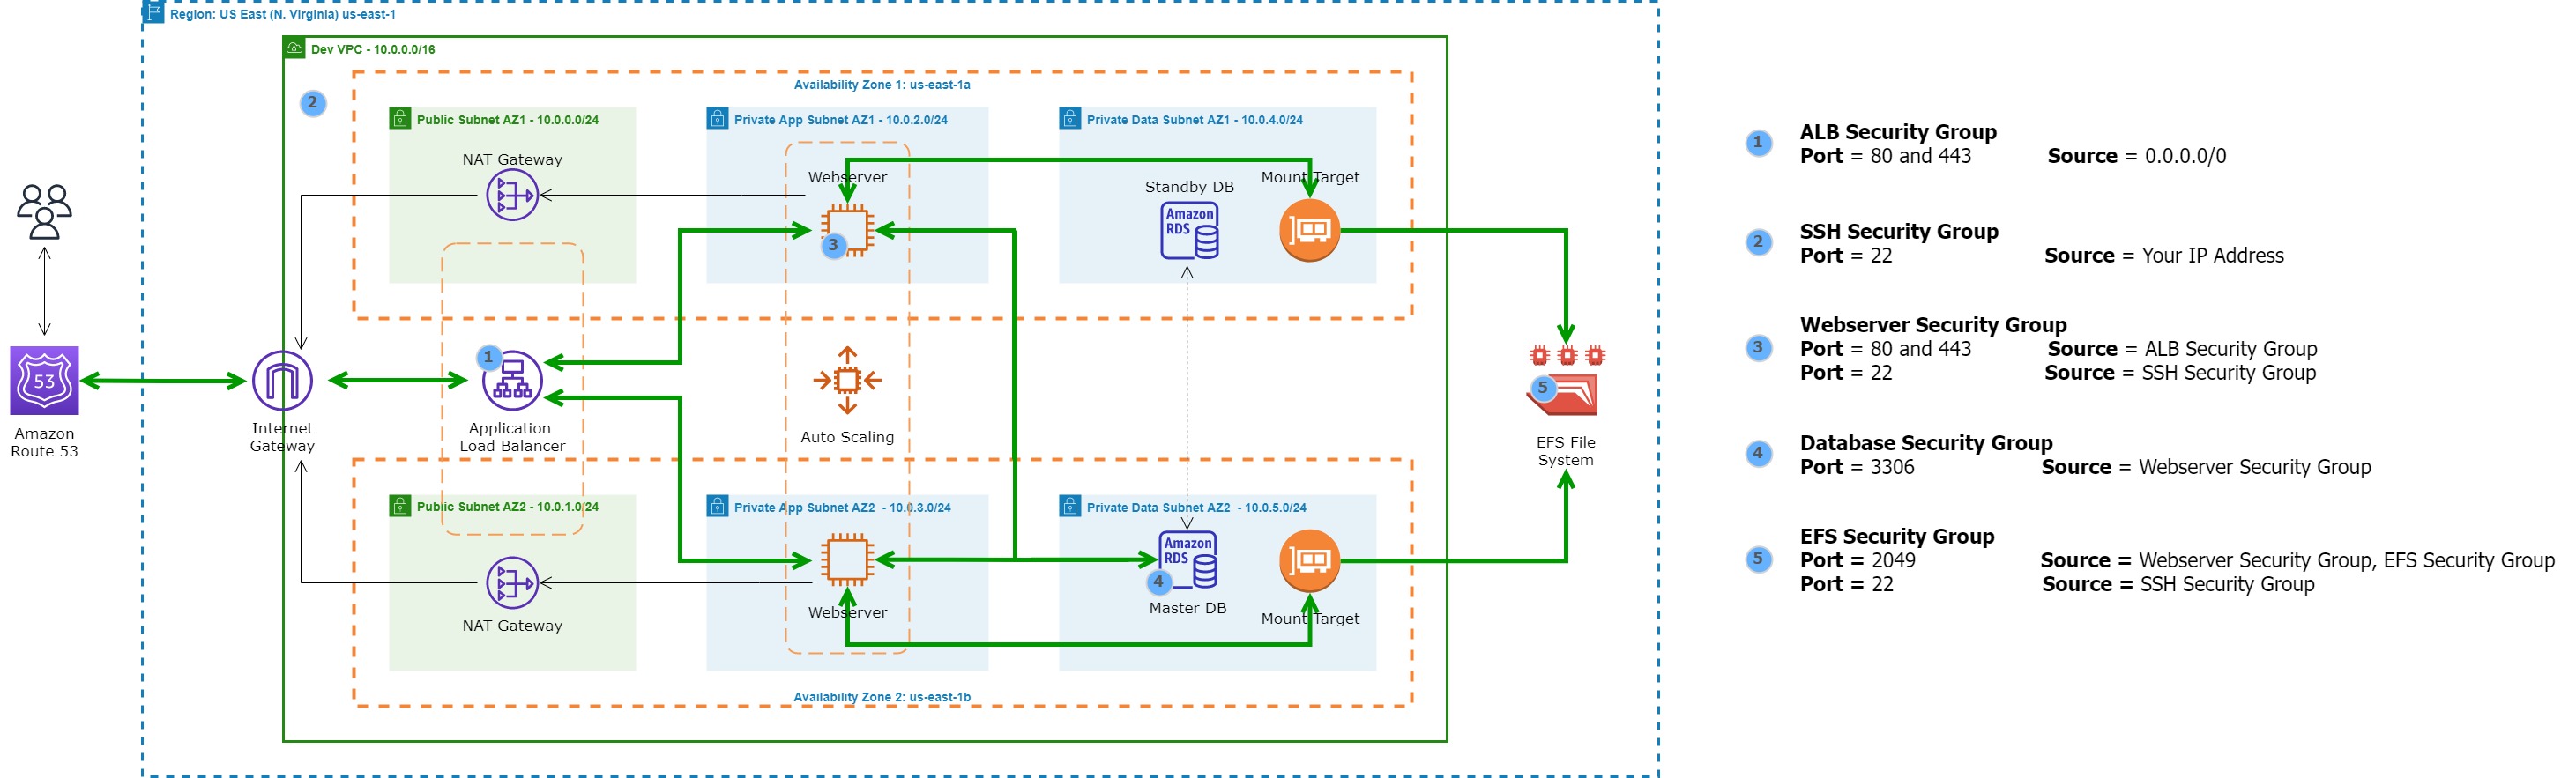 Region: US East (N. Virginia) us-east-1
Dev VPC - 10.0.0.0/16
2
Availability Zone 1: us-east-1a
Public Subnet AZ1 - 10.0.0.0/24
Private App Subnet AZ1 - 10.0.2.0/24
Private Data Subnet AZ1 - 10.0.4.0/24
NAT Gateway
Webserver
3
Standby DB
Amazon
RDS
Mount Target
53
Amazon
Route 53
Internet
Gateway
1
Application
Load Balancer
Auto Scaling
5
EFS File
System
Public Subnet AZ2 - 10.0.1.0/24
Private App Subnet AZ2 - 10.0.3.0/24
Private Data Subnet AZ2 - 10.0.5.0/24
NAT Gateway
Webserver
Amazon
RDS
4
Master DB
Mount Target
Availability Zone 2: us-east-1b
1
ALB Security Group
Port = 80 and 443 Source = 0.0.0.0/0
2
SSH Security Group
Port = 22 Source = Your IP Address
3
Webserver Security Group
Port = 80 and 443 Source = ALB Security Group
Port = 22 Source = SSH Security Group
4
Database Security Group
Port = 3306 Source = Webserver Security Group
5
EFS Security Group
Port = 2049 Source = Webserver Security Group, EFS Security Group
Port = 22 Source = SSH Security Group